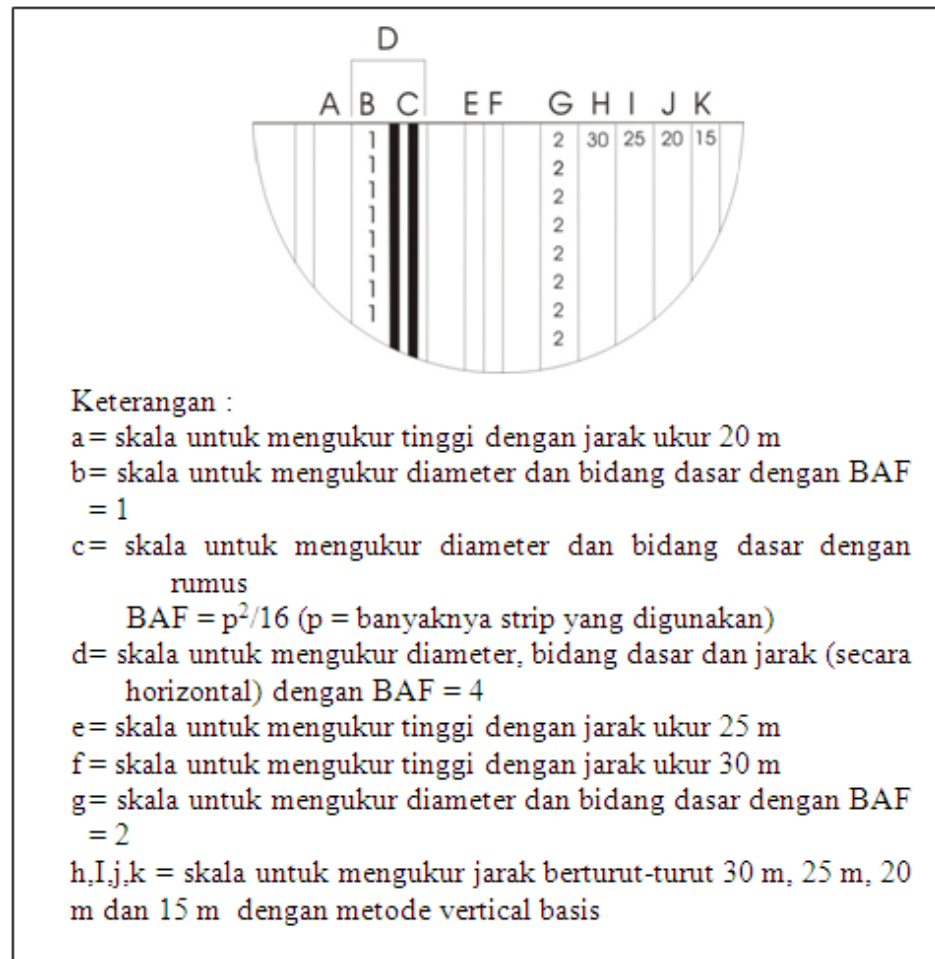 D
A B C E F G H I J K
1 2 30 25 20 15
1 2
1 2
1 2
1 2
1 2
1 2
1 2
Keterangan :
a= skala untuk mengukur tinggi dengan jarak ukur 20 m
b= skala untuk mengukur diameter dan bidang dasar dengan BAF
= 1
c= skala untuk mengukur diameter dan bidang dasar dengan
rumus
BAF = p²/16 (p = banyaknya strip yang digunakan)
d= skala untuk mengukur diameter, bidang dasar dan jarak (secara
horizontal) dengan BAF = 4
e= skala untuk mengukur tinggi dengan jarak ukur 25 m
f= skala untuk mengukur tinggi dengan jarak ukur 30 m
g= skala untuk mengukur diameter dan bidang dasar dengan BAF
= 2
h,I,j,k = skala untuk mengukur jarak berturut-turut 30 m, 25 m, 20
m dan 15 m dengan metode vertical basis